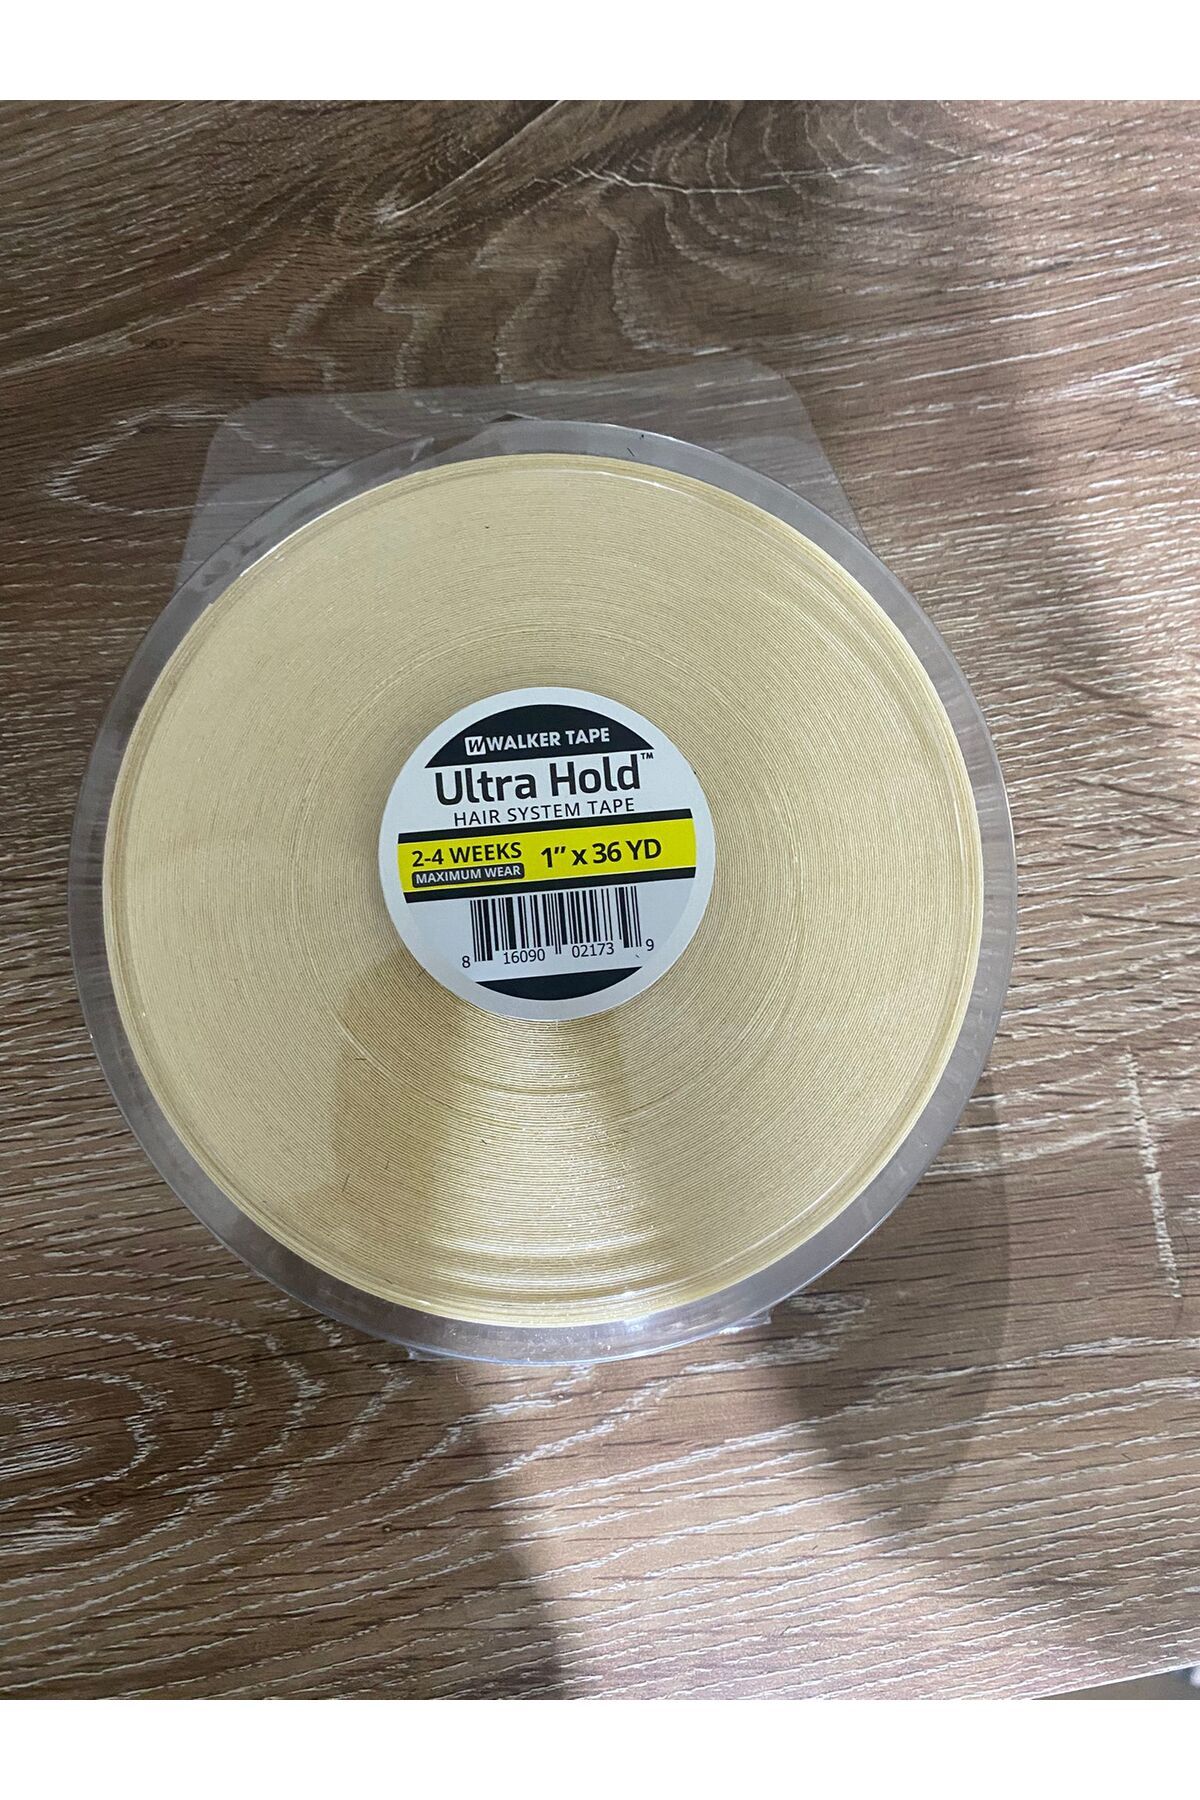 WALKER TAPE
Ultra Hold™
HAIR SYSTEM TAPE
2-4 WEEKS 1” x 36 YD
MAXIMUM WEAR
8 16090 02173 9